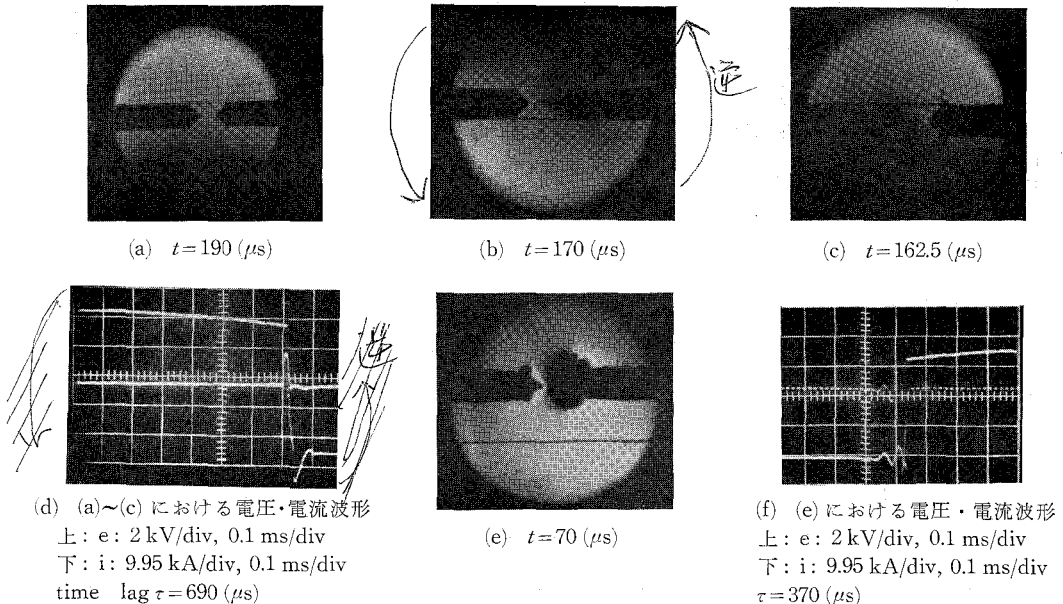 逆
(a) t=190 (μs)
(b) t=170 (μs)
(c) t=162.5 (μs)
(d) (a)~(c) における電圧・電流波形
上: e: 2 kV/div, 0.1 ms/div
下: i: 9.95 kA/div, 0.1 ms/div
time lag τ=690 (μs)
(e) t=70 (μs)
(f) (e) における電圧・電流波形
上: e: 2 kV/div, 0.1 ms/div
下: i: 9.95 kA/div, 0.1 ms/div
τ=370 (μs)